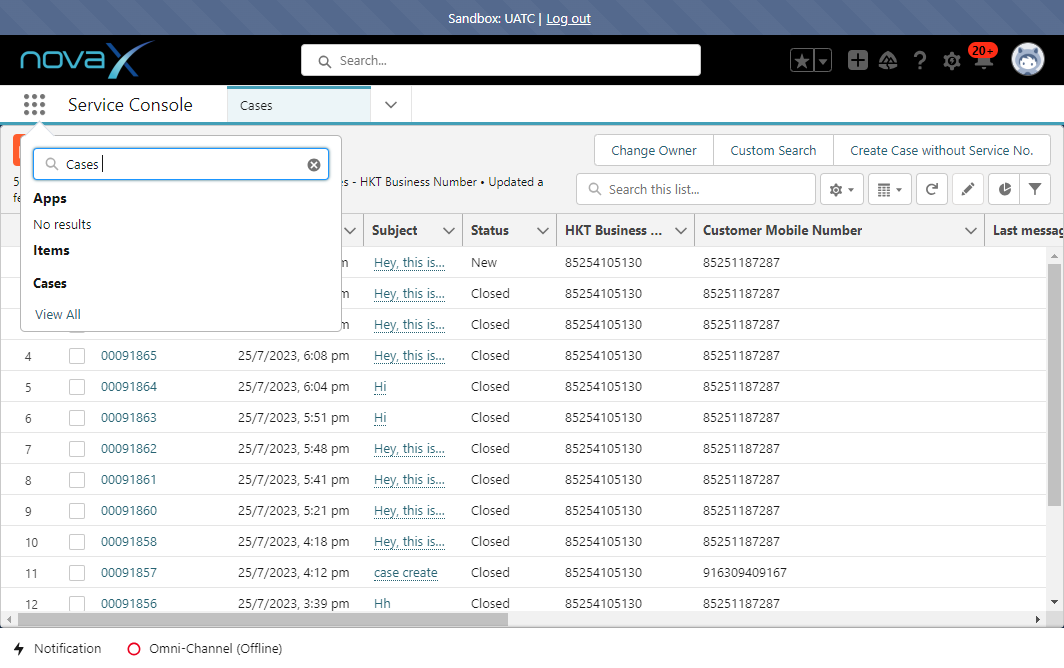 Sandbox: UATC | Log out
novaX
Search...
20+
Service Console
Cases
Cases
Apps
No results
Items
Cases
View All
Change Owner
Custom Search
Create Case without Service No.
5
s - HKT Business Number • Updated a
fe
Search this list...
Subject Status HKT Business ... Customer Mobile Number Last messag
m Hey, this is... New 85254105130 85251187287
m Hey, this is... Closed 85254105130 85251187287
m Hey, this is... Closed 85254105130 85251187287
4 00091865 25/7/2023, 6:08 pm Hey, this is... Closed 85254105130 85251187287
5 00091864 25/7/2023, 6:04 pm Hi Closed 85254105130 85251187287
6 00091863 25/7/2023, 5:51 pm Hi Closed 85254105130 85251187287
7 00091862 25/7/2023, 5:48 pm Hey, this is... Closed 85254105130 85251187287
8 00091861 25/7/2023, 5:41 pm Hey, this is... Closed 85254105130 85251187287
9 00091860 25/7/2023, 5:21 pm Hey, this is... Closed 85254105130 85251187287
10 00091858 25/7/2023, 4:18 pm Hey, this is... Closed 85254105130 85251187287
11 00091857 25/7/2023, 4:12 pm case create Closed 85254105130 916309409167
12 00091856 25/7/2023, 3:39 pm Hh Closed 85254105130 85251187287
Notification
Omni-Channel (Offline)